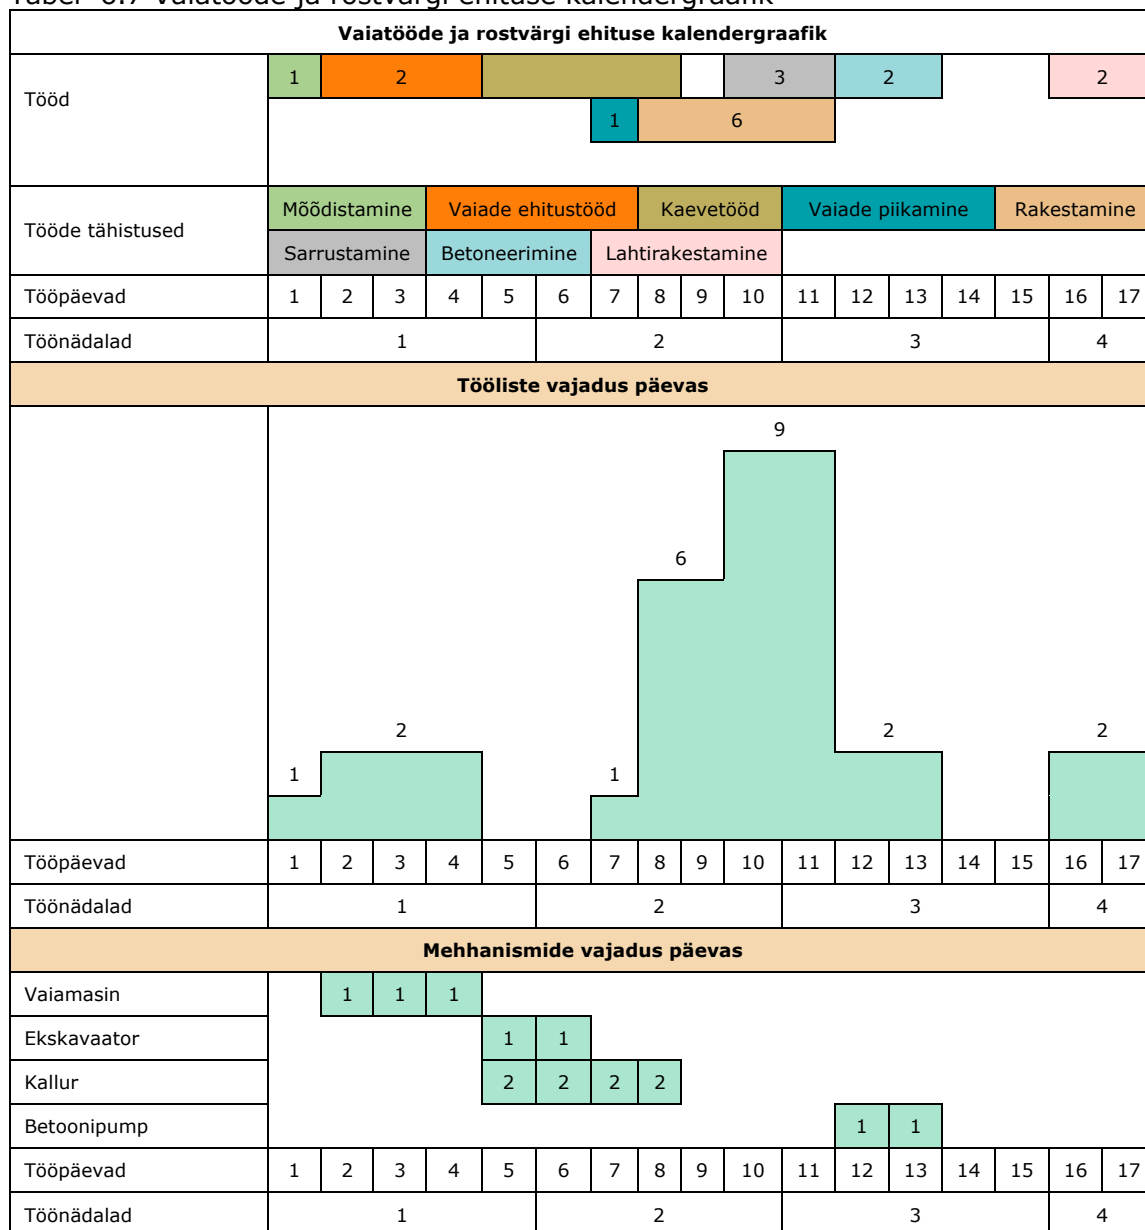 Tabel 6.7 Vaiatööde ja rostvärgi ehituse kalendergraafik
Vaiatööde ja rostvärgi ehituse kalendergraafik
Tööd
1 2 3 2 2
1 6
Tööde tähistused
Mõõdistamine Vaiade ehitustööd Kaevetööd Vaiade piikamine Rakestamine
Sarrustamine Betoneerimine Lahtirakestamine
Tööpäevad 1 2 3 4 5 6 7 8 9 10 11 12 13 14 15 16 17
Töönädalad 1 2 3 4
Tööliste vajadus päevas
9
6
2 2 2
1 1
Tööpäevad 1 2 3 4 5 6 7 8 9 10 11 12 13 14 15 16 17
Töönädalad 1 2 3 4
Mehhanismide vajadus päevas
Vaiamasin 1 1 1
Ekskavaator 1 1
Kallur 2 2 2 2
Betoonipump 1 1
Tööpäevad 1 2 3 4 5 6 7 8 9 10 11 12 13 14 15 16 17
Töönädalad 1 2 3 4